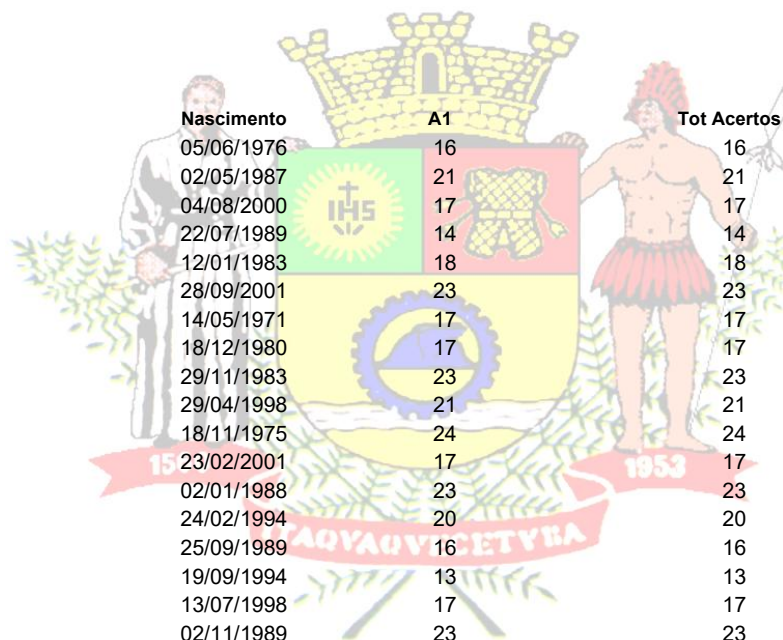 Nascimento A1 Tot Acertos
05/06/1976 16 16
02/05/1987 21 21
04/08/2000 17 17
IHS
22/07/1989 14 14
12/01/1983 18 18
28/09/2001 23 23
14/05/1971 17 17
18/12/1980 17 17
29/11/1983 23 23
29/04/1998 21 21
18/11/1975 24 24
23/02/2001 17 17
1953
02/01/1988 23 23
24/02/1994 20 20
ITAQVAQVECETYBA
25/09/1989 16 16
19/09/1994 13 13
13/07/1998 17 17
02/11/1989 23 23